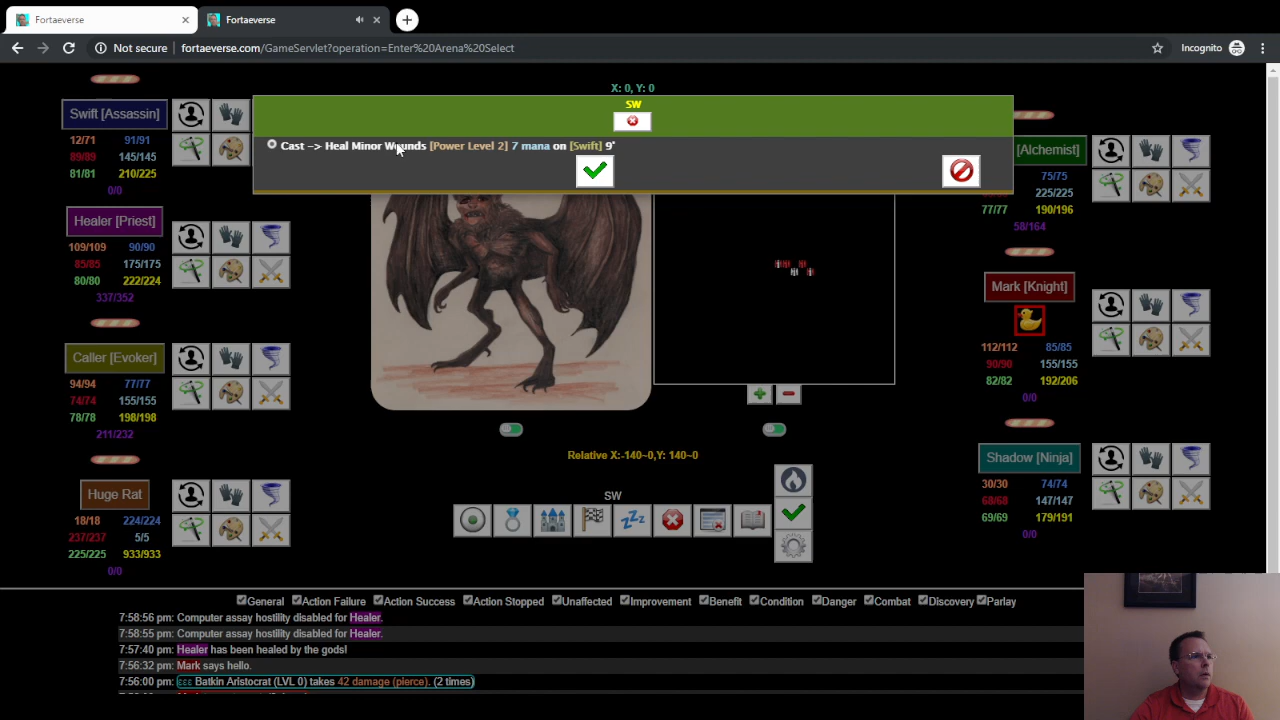 Fortaeverse
Fortaeverse
Not secure | fortaeverse.com/GameServlet?operation=Enter%20Arena%20Select
Incognito
X: 0, Y: 0
SW
Cast -> Heal Minor Wounds [Power Level 2] 7 mana on [Swift] 9"
Swift [Assassin]
12/71 91/91
89/89 145/145
81/81 210/225
0/0
Healer [Priest]
109/109 90/90
85/85 175/175
80/80 222/224
337/352
Caller [Evoker]
94/94 77/77
74/74 155/155
78/78 198/198
211/232
Huge Rat
18/18 224/224
237/237 5/5
225/225 933/933
0/0
[Alchemist]
75/75
225/225
77/77 190/196
58/164
Mark [Knight]
112/112 85/85
90/90 155/155
82/82 192/206
0/0
Shadow [Ninja]
30/30 74/74
68/68 147/147
69/69 179/191
0/0
Relative X:-140~0,Y: 140~0
SW
General Action Failure Action Success Action Stopped Unaffected Improvement Benefit Condition Danger Combat Discovery Parlay
7:58:56 pm: Computer assay hostility disabled for Healer.
7:58:55 pm: Computer assay hostility disabled for Healer.
7:57:40 pm: Healer has been healed by the gods!
7:56:32 pm: Mark says hello.
7:56:00 pm: εεε Batkin Aristocrat (LVL 0) takes 42 damage (pierce). (2 times)